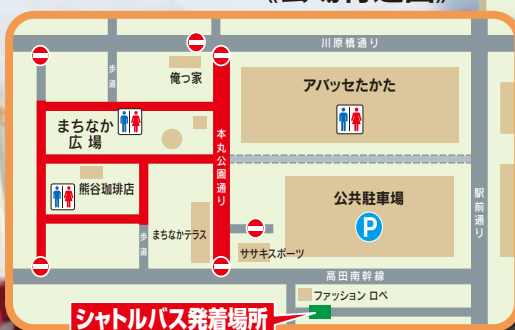 川原橋通り
歩道
俺っ家
アバッセたかた
まちなか
広場
本丸公園通り
熊谷珈琲店
公共駐車場
P
駅前通り
歩道
まちなかテラス
ササキスポーツ
高田南幹線
ファッション ロペ
シャトルバス発着場所